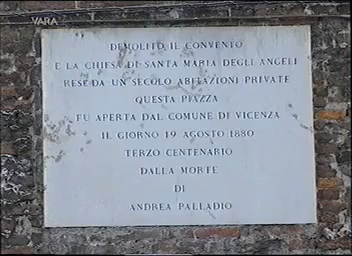 VARA
DEMOLITO IL CONVENTO
E LA CHIESA DI SANTA MARIA DEGLI ANGELI
RESE DA UN SECOLO ABITAZIONI PRIVATE
QUESTA PIAZZA
FU APERTA DAL COMUNE DI VICENZA
IL GIORNO 19 AGOSTO 1880
TERZO CENTENARIO
DALLA MORTE
DI
ANDREA PALLADIO